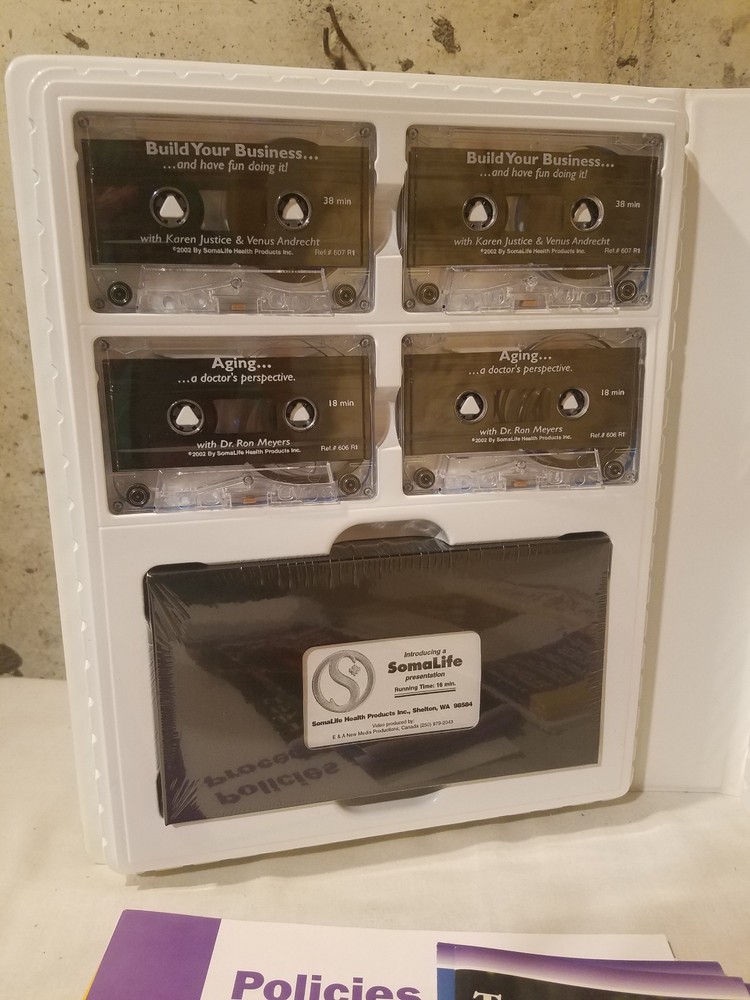 Build Your Business...
...and have fun doing it!
38 min
with Karen Justice & Venus Andrecht
©2002 By SomaLife Health Products Inc.
Ref.# 607 R1
Build Your Business...
...and have fun doing it!
38 min
with Karen Justice & Venus Andrecht
©2002 By SomaLife Health Products Inc.
Ref.# 607 R1
Aging...
...a doctor's perspective.
18 min
with Dr. Ron Meyers
©2002 By SomaLife Health Products Inc.
Ref.# 606 R1
Aging...
...a doctor's perspective.
18 min
with Dr. Ron Meyers
©2002 By SomaLife Health Products Inc.
Ref.# 606 R1
Introducing a
SomaLife
presentation
Running Time: 16 min.
SomaLife Health Products Inc., Shelton, WA 98584
Video produced by:
E & A New Media Productions, Canada
Policies
Policies